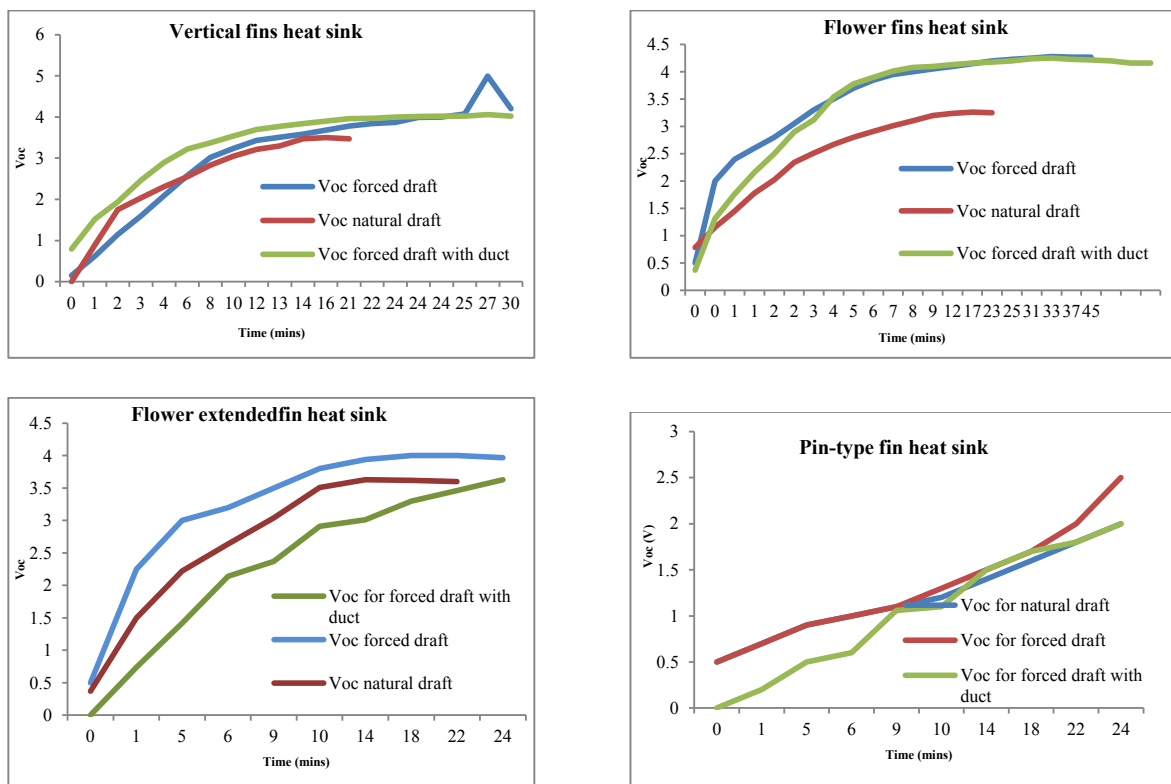 Vertical fins heat sink
6
5
4
3
2
1
0
Voc
Voc forced draft
Voc natural draft
Voc forced draft with duct
0 1 2 3 4 6 8 10 12 13 14 16 21 22 24 24 24 25 27 30
Time (mins)
Flower fins heat sink
4.5
4
3.5
3
2.5
2
1.5
1
0.5
0
Voc
Voc forced draft
Voc natural draft
Voc forced draft with duct
0 0 1 1 2 2 3 4 5 6 7 8 9 12 17 23 25 31 33 37 45
Time (mins)
Flower extendedfin heat sink
4.5
4
3.5
3
2.5
2
1.5
1
0.5
0
Voc
Voc for forced draft with
duct
Voc forced draft
Voc natural draft
0 1 5 6 9 10 14 18 22 24
Time (mins)
Pin-type fin heat sink
3
2.5
2
1.5
1
0.5
0
Voc (V)
Voc for natural draft
Voc for forced draft
Voc for forced draft with
duct
0 1 5 6 9 10 14 18 22 24
Time (mins)